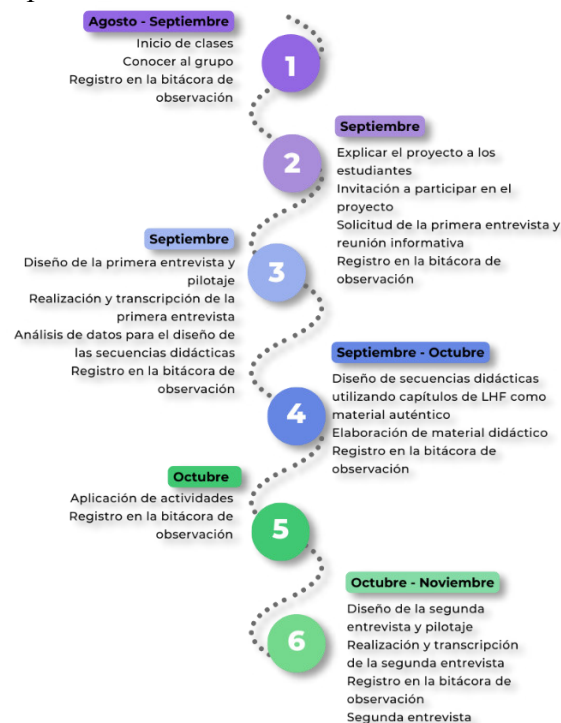 Agosto - Septiembre
Inicio de clases
Conocer al grupo
Registro en la bitácora de
observación
1
Septiembre
Explicar el proyecto a los
estudiantes
Invitación a participar en el
proyecto
Solicitud de la primera entrevista y
reunión informativa
Registro en la bitácora de
observación
2
Septiembre
Diseño de la primera entrevista y
pilotaje
Realización y transcripción de la
primera entrevista
Análisis de datos para el diseño de
las secuencias didácticas
Registro en la bitácora de
observación
3
Septiembre - Octubre
Diseño de secuencias didácticas
utilizando capítulos de LHF como
material auténtico
Elaboración de material didáctico
Registro en la bitácora de
observación
4
Octubre
Aplicación de actividades
Registro en la bitácora de
observación
5
Octubre - Noviembre
Diseño de la segunda
entrevista y pilotaje
Realización y transcripción
de la segunda entrevista
Registro en la bitácora de
observación
Segunda entrevista
6